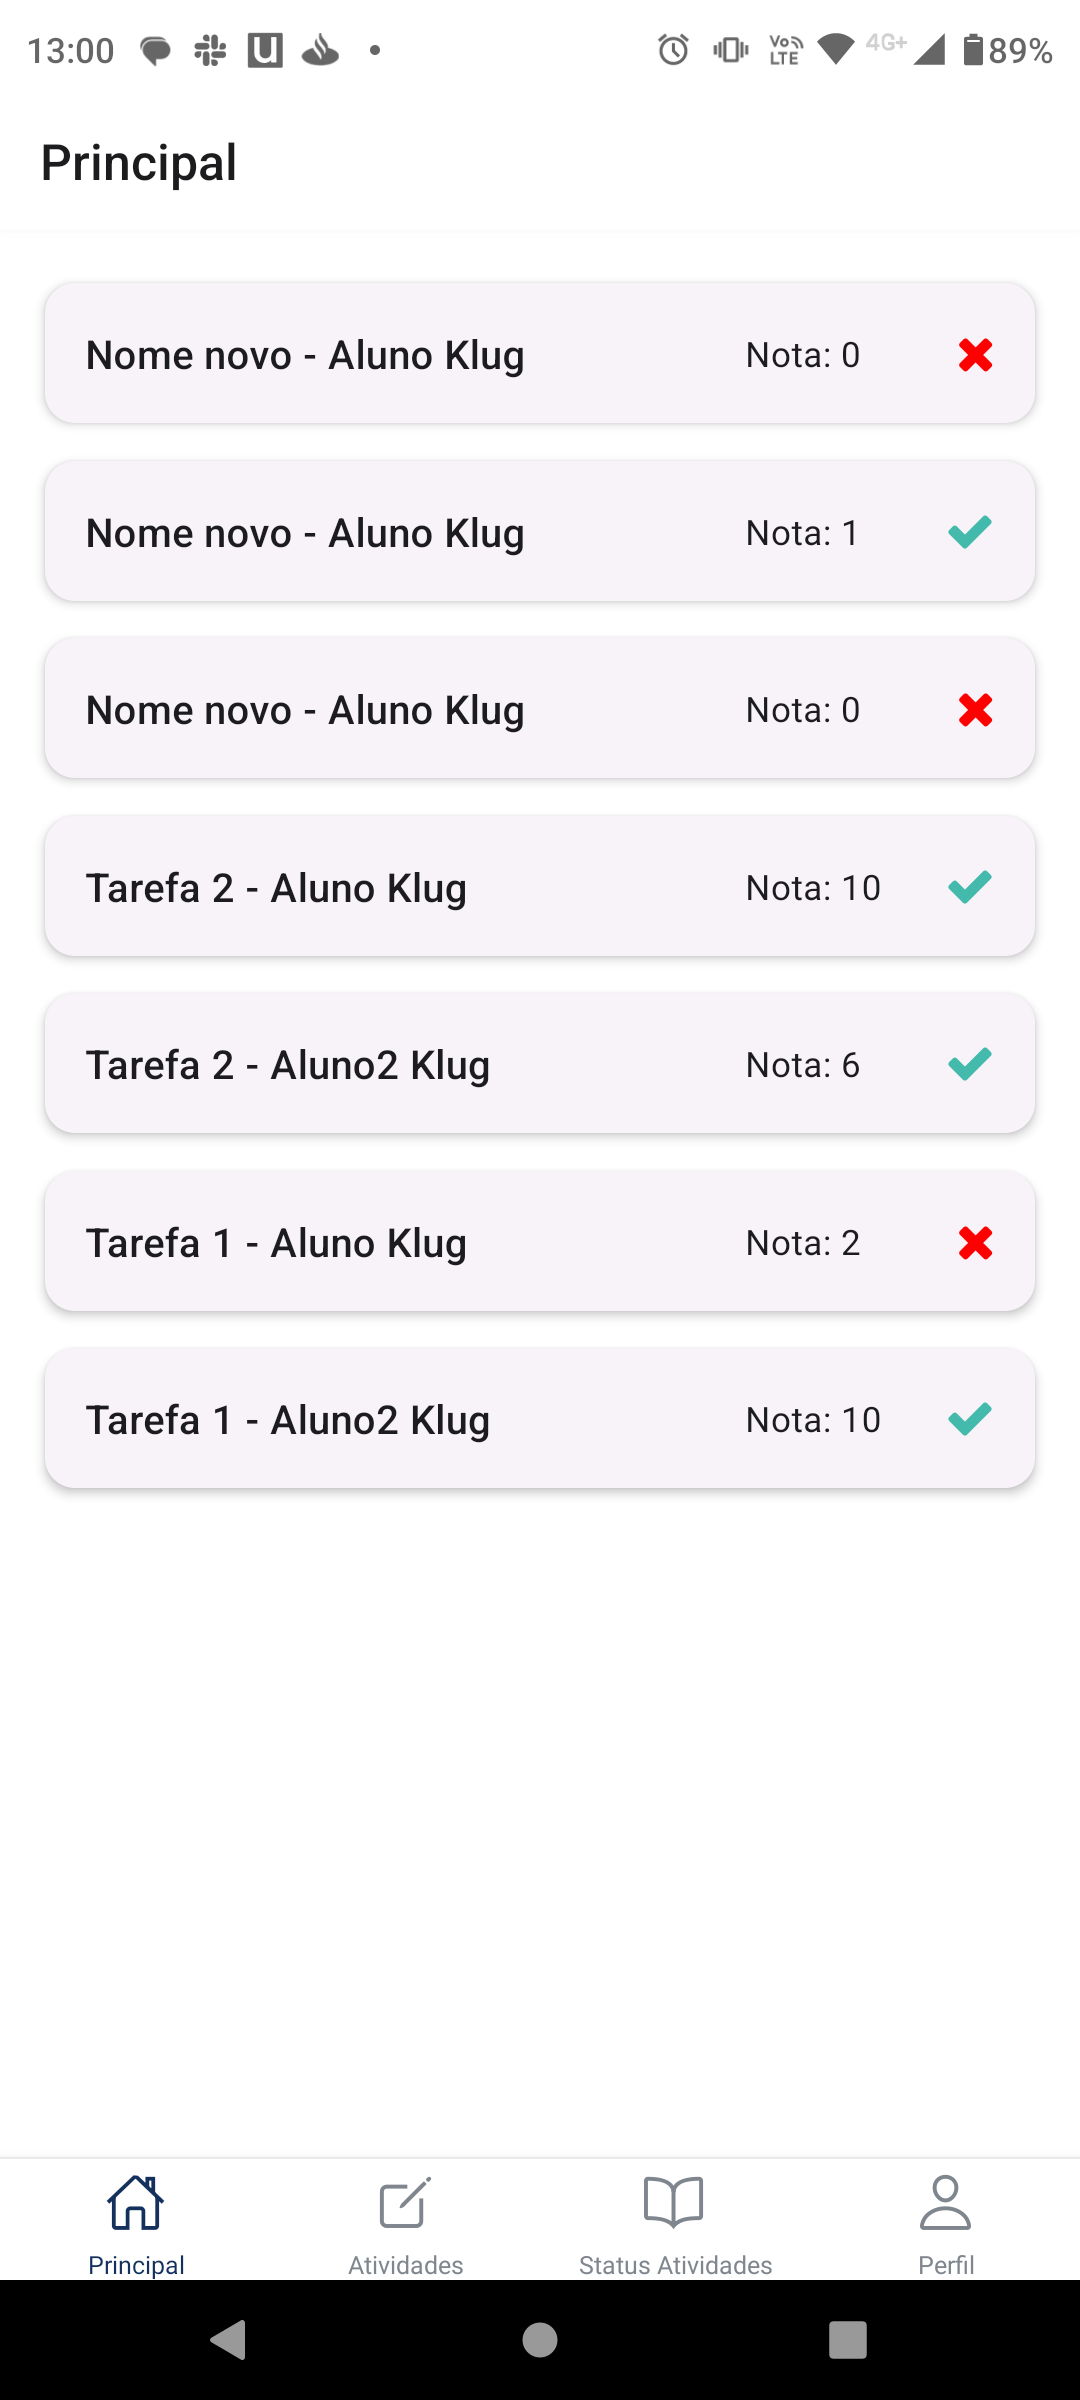 13:00 VoLTE 4G+ 89%
Principal
Nome novo - Aluno Klug Nota: 0
Nome novo - Aluno Klug Nota: 1
Nome novo - Aluno Klug Nota: 0
Tarefa 2 - Aluno Klug Nota: 10
Tarefa 2 - Aluno2 Klug Nota: 6
Tarefa 1 - Aluno Klug Nota: 2
Tarefa 1 - Aluno2 Klug Nota: 10
Principal Atividades Status Atividades Perfil